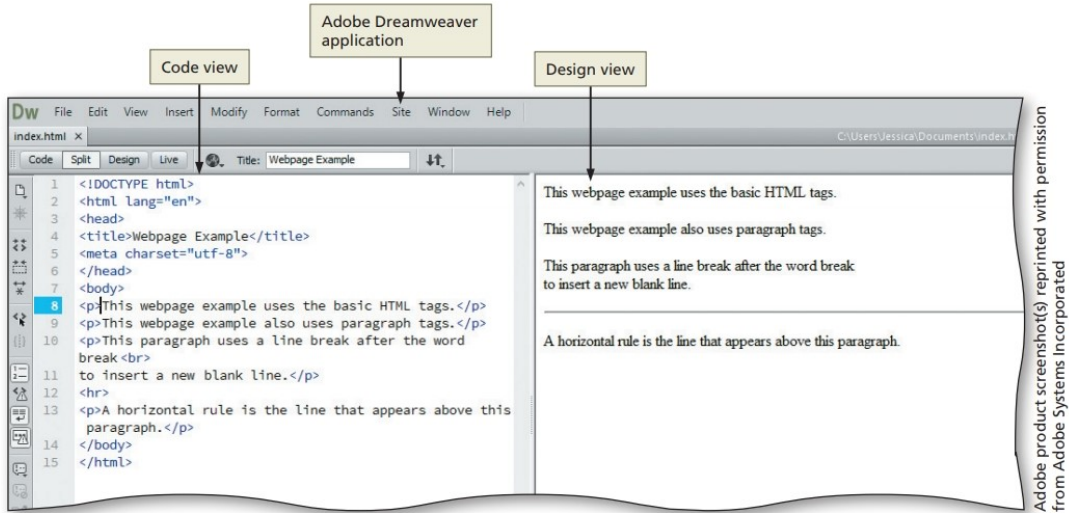 Adobe Dreamweaver
application
Code view
Design view
Dw File Edit View Insert Modify Format Commands Site Window Help
index.html × C:\Users\Jessica\Documents\index.h
Code Split Design Live Title: Webpage Example
1 <!DOCTYPE html>
2 <html lang="en">
3 <head>
4 <title>Webpage Example</title>
5 <meta charset="utf-8">
6 </head>
7 <body>
8 <p>This webpage example uses the basic HTML tags.</p>
9 <p>This webpage example also uses paragraph tags.</p>
10 <p>This paragraph uses a line break after the word
break<br>
11 to insert a new blank line.</p>
12 <hr>
13 <p>A horizontal rule is the line that appears above this
paragraph.</p>
14 </body>
15 </html>
This webpage example uses the basic HTML tags.
This webpage example also uses paragraph tags.
This paragraph uses a line break after the word break
to insert a new blank line.
A horizontal rule is the line that appears above this paragraph.
Adobe product screenshot(s) reprinted with permission
from Adobe Systems Incorporated